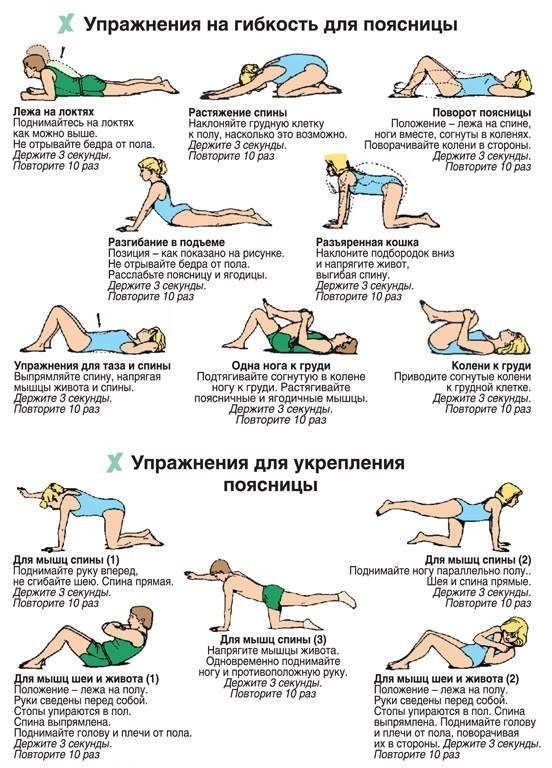 Упражнения на гибкость для поясницы
!
Лежа на локтях
Поднимайтесь на локтях
как можно выше.
Не отрывайте бедра от пола.
Держите 3 секунды.
Повторите 10 раз
Растяжение спины
Наклоняйте грудную клетку
к полу, насколько это возможно.
Держите 3 секунды.
Повторите 10 раз
Поворот поясницы
Положение – лежа на спине,
ноги вместе, согнуты в коленях.
Поворачивайте колени в стороны.
Держите 3 секунды.
Повторите 10 раз
Разгибание в подъеме
Позиция – как показано на рисунке.
Не отрывайте бедра от пола.
Расслабьте поясницу и ягодицы.
Держите 3 секунды.
Повторите 10 раз
Разъяренная кошка
Наклоните подбородок вниз
и напрягите живот,
выгибая спину.
Держите 3 секунды.
Повторите 10 раз
!
Упражнения для таза и спины
Выпрямляйте спину, напрягая
мышцы живота и спины.
Держите 3 секунды.
Повторите 10 раз
Одна нога к груди
Подтягивайте согнутую в колене
ногу к груди. Растягивайте
поясничные и ягодичные мышцы.
Держите 3 секунды.
Повторите 10 раз
Колени к груди
Приводите согнутые колени
к грудной клетке.
Держите 3 секунды.
Повторите 10 раз
Упражнения для укрепления
поясницы
Для мышц спины (1)
Поднимайте руку вперед,
не сгибайте шею. Спина прямая.
Держите 3 секунды.
Повторите 10 раз
Для мышц спины (2)
Поднимайте ногу параллельно полу..
Шея и спина прямые.
Держите 3 секунды.
Повторите 10 раз
Для мышц спины (3)
Напрягите мышцы живота.
Одновременно поднимайте
ногу и противоположную руку.
Держите 3 секунды.
Повторите 10 раз
Для мышц шеи и живота (1)
Положение – лежа на полу.
Руки сведены перед собой.
Стопы упираются в пол.
Спина выпрямлена.
Поднимайте голову и плечи от пола.
Держите 3 секунды.
Повторите 10 раз
Для мышц шеи и живота (2)
Положение – лежа на полу.
Руки сведены перед собой.
Стопы упираются в пол. Спина
выпрямлена. Поднимайте голову
и плечи от пола, поворачивая
их в стороны. Держите 3 секунды.
Повторите 10 раз